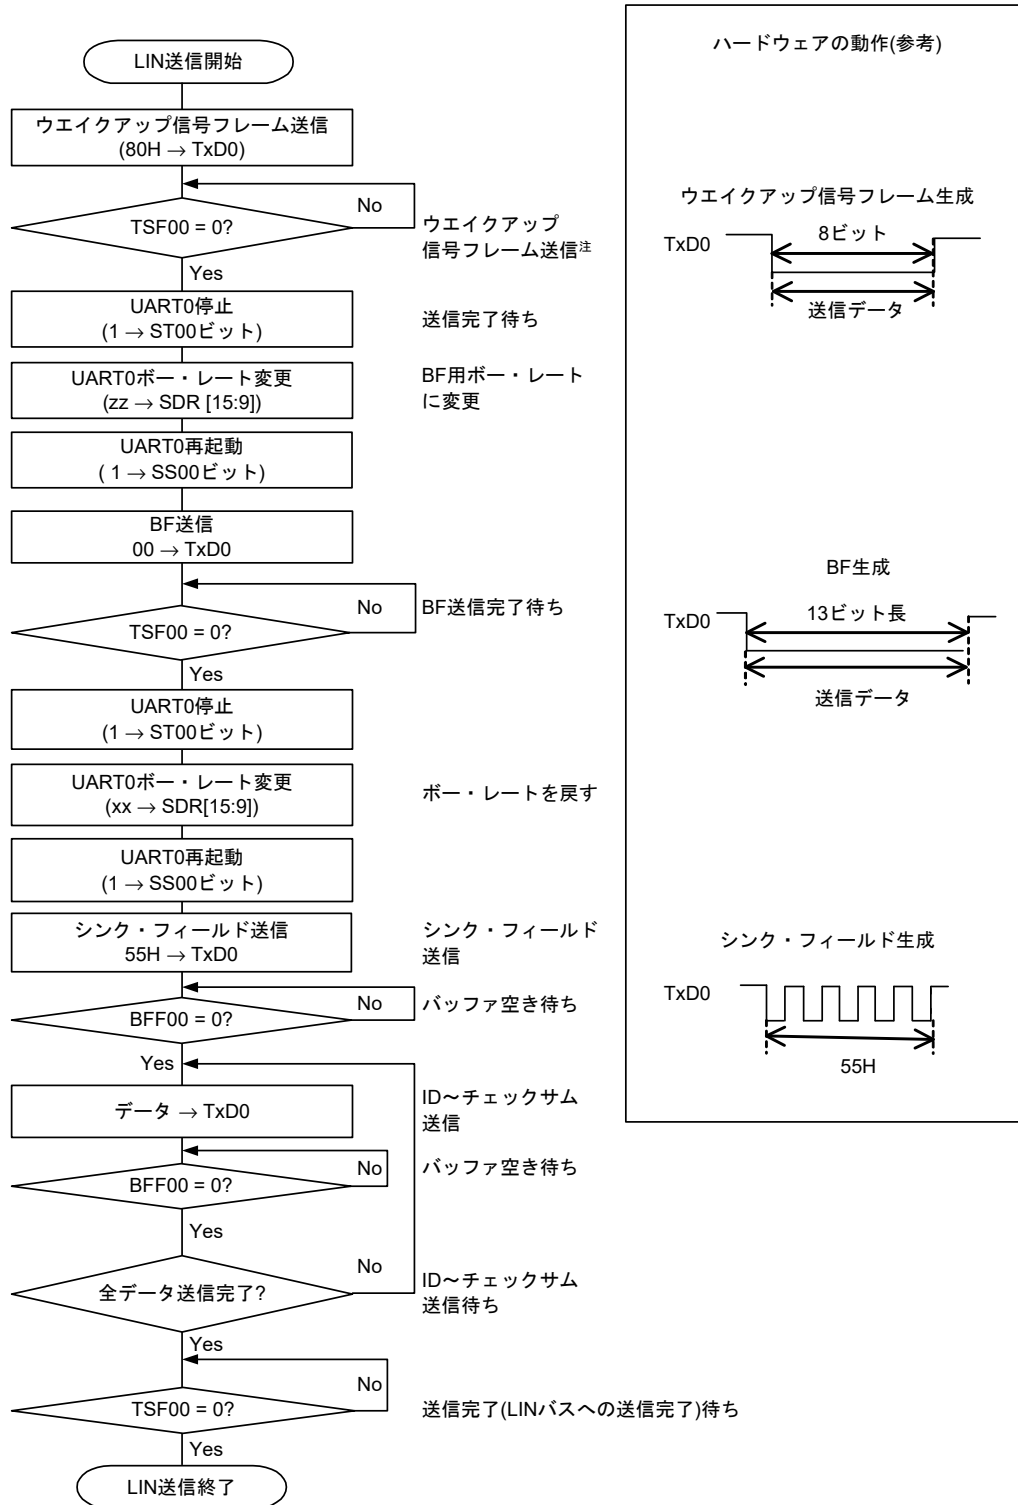 LIN送信開始
ウエイクアップ信号フレーム送信
(80H → TxD0)
No
TSF00 = 0?
ウエイクアップ
信号フレーム送信注
Yes
UART0停止
(1 → ST00ビット)
送信完了待ち
UART0ボー・レート変更
(zz → SDR [15:9])
BF用ボー・レート
に変更
UART0再起動
( 1 → SS00ビット)
BF送信
00 → TxD0
No
BF送信完了待ち
TSF00 = 0?
Yes
UART0停止
(1 → ST00ビット)
UART0ボー・レート変更
(xx → SDR[15:9])
ボー・レートを戻す
UART0再起動
(1 → SS00ビット)
シンク・フィールド送信
55H → TxD0
シンク・フィールド
送信
No
バッファ空き待ち
BFF00 = 0?
Yes
データ → TxD0
ID～チェックサム
送信
No
バッファ空き待ち
BFF00 = 0?
Yes
No
全データ送信完了?
ID～チェックサム
送信待ち
Yes
No
TSF00 = 0?
送信完了(LINバスへの送信完了)待ち
Yes
LIN送信終了
ハードウェアの動作(参考)
ウエイクアップ信号フレーム生成
TxD0
8ビット
送信データ
BF生成
TxD0
13ビット長
送信データ
シンク・フィールド生成
TxD0
55H